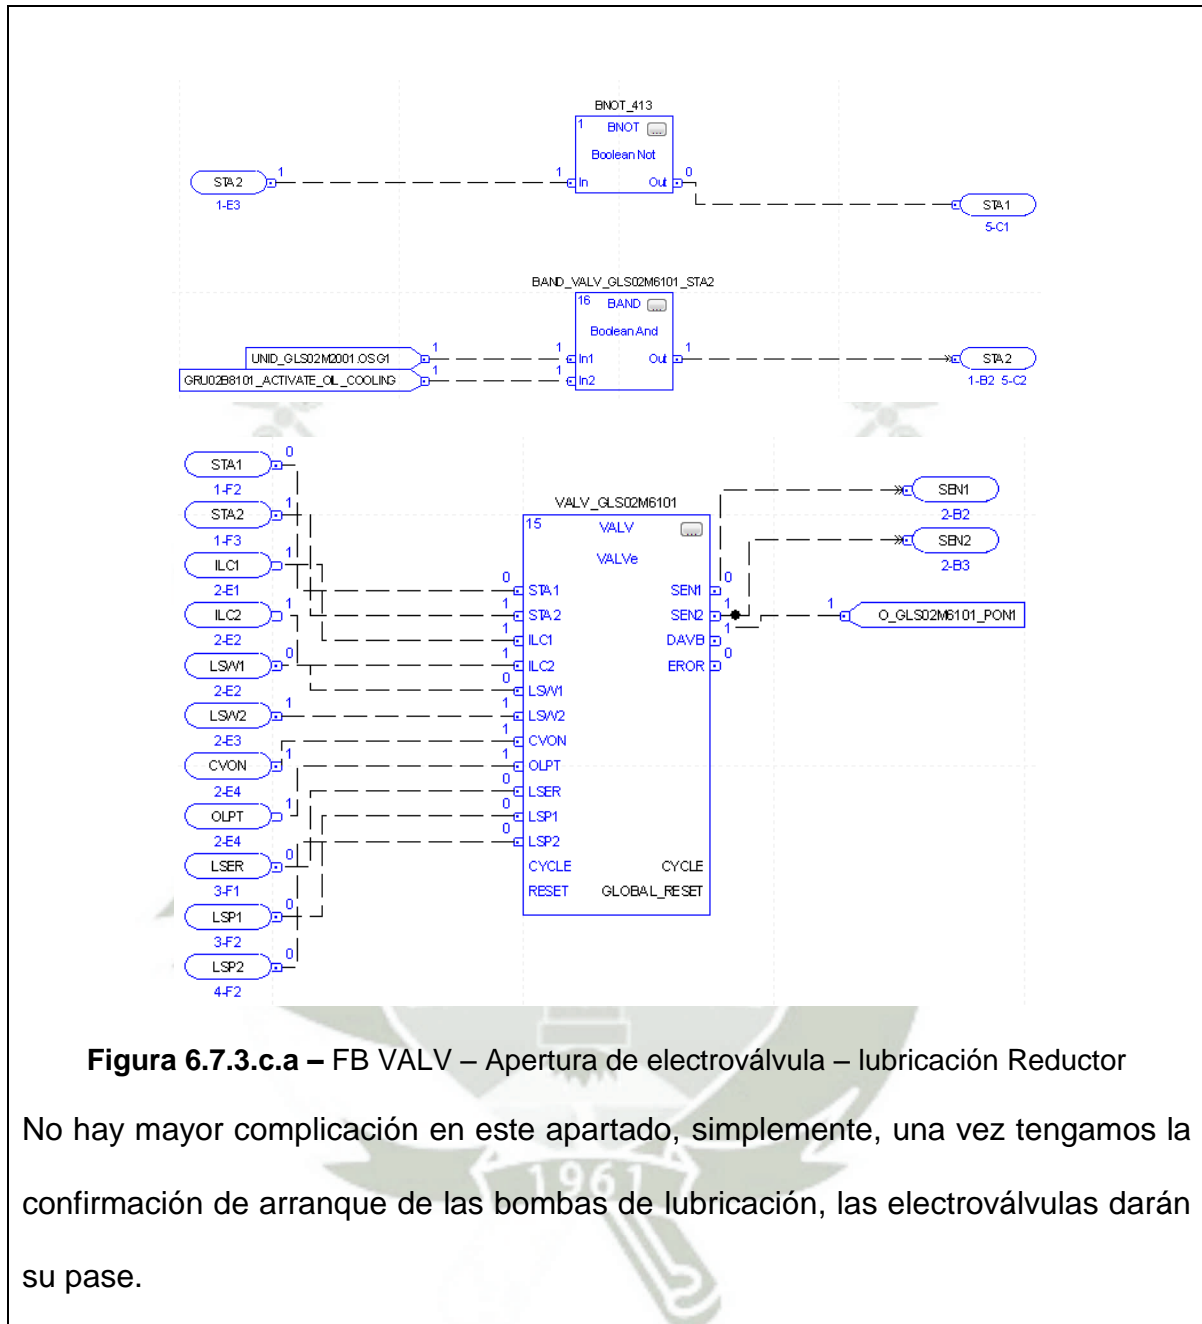 BNOT_413
1 BNOT ...
Boolean Not
STA2 1 1 In Out 0 STA1
1-E3 5-C1
BAND_VALV_GLS02M6101_STA2
16 BAND ...
Boolean And
UNID_GLS02M2001.OSG1 1 1 In1 Out 1 STA2
GRU02B8101_ACTIVATE_OIL_COOLING 1 1 In2 1-B2 5-C2
STA1 0
1-F2
STA2 1
1-F3
ILC1 1
2-E1
ILC2 1
2-E2
LSW1 0
2-E2
LSW2 1
2-E3
CVON 1
2-E4
OLPT 1
2-E4
LSER 0
3-F1
LSP1 0
3-F2
LSP2 0
4-F2
VALV_GLS02M6101
15 VALV ...
VALVe
0 STA1 SEN1 0
1 STA2 SEN2 1
1 ILC1 DAVB 1
1 ILC2 EROR 0
0 LSW1
1 LSW2
1 CVON
1 OLPT
0 LSER
0 LSP1
0 LSP2
CYCLE CYCLE
RESET GLOBAL_RESET
SEN1
2-B2
SEN2
2-B3
1 O_GLS02M6101_PON1
Figura 6.7.3.c.a – FB VALV – Apertura de electroválvula – lubricación Reductor
No hay mayor complicación en este apartado, simplemente, una vez tengamos la
confirmación de arranque de las bombas de lubricación, las electroválvulas darán
su pase.
1961